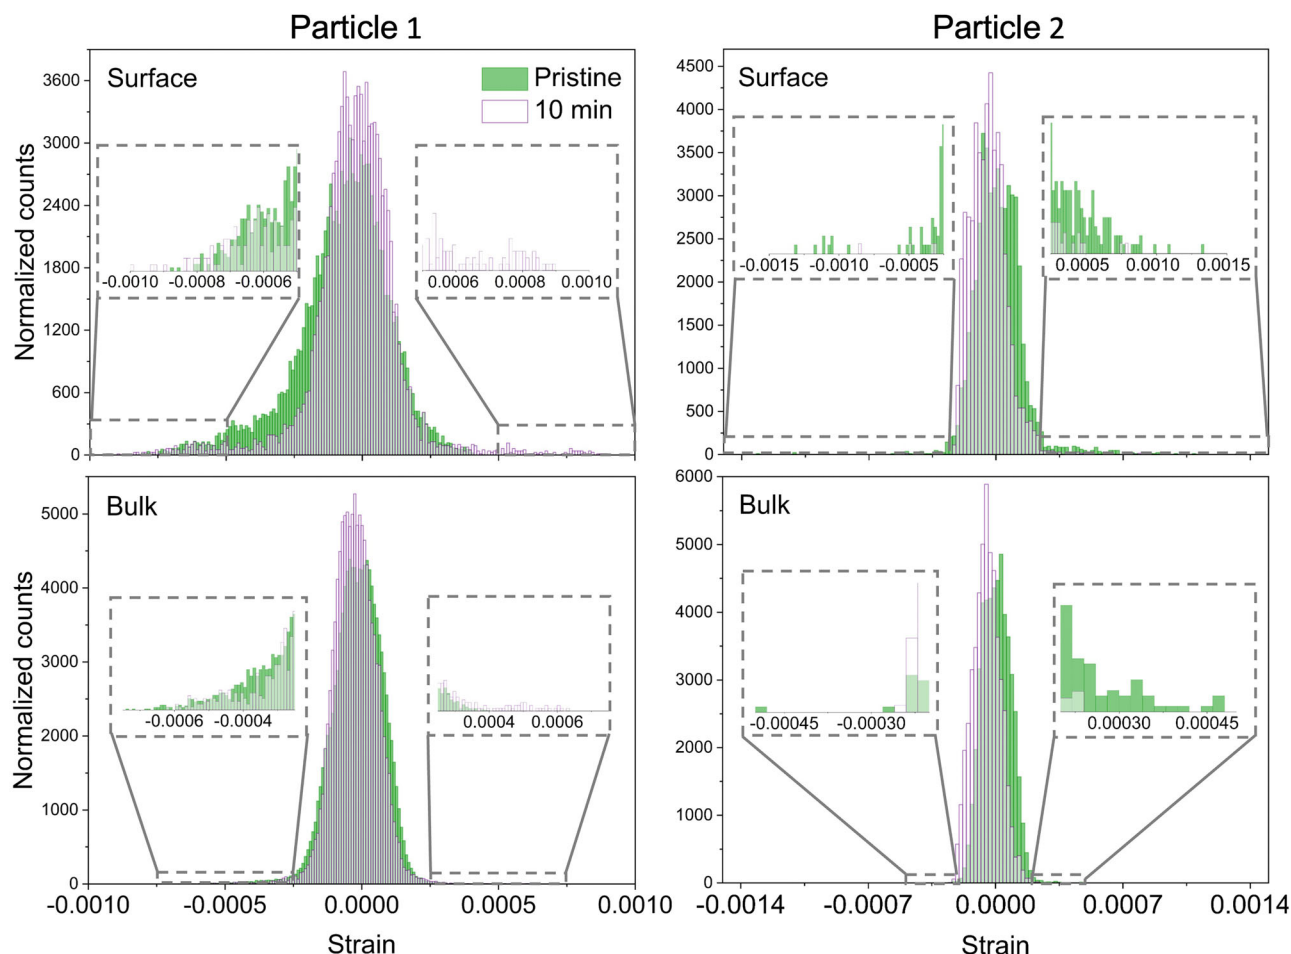 Particle 1
Particle 2
Surface
Pristine
10 min
3600
3000
2400
1800
1200
600
0
Normalized counts
-0.0010 -0.0008 -0.0006
0.0006 0.0008 0.0010
Surface
4500
4000
3500
3000
2500
2000
1500
1000
500
0
-0.0015 -0.0010 -0.0005
0.0005 0.0010 0.0015
Bulk
5000
4000
3000
2000
1000
0
Normalized counts
-0.0006 -0.0004
0.0004 0.0006
-0.0010 -0.0005 0.0000 0.0005 0.0010
Strain
Bulk
6000
5000
4000
3000
2000
1000
0
-0.00045 -0.00030
0.00030 0.00045
-0.0014 -0.0007 0.0000 0.0007 0.0014
Strain